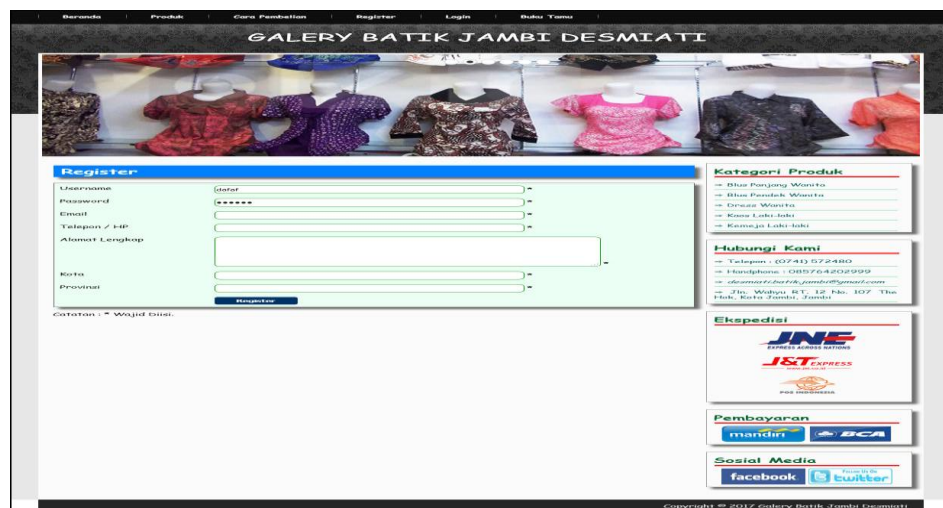 Beranda Produk Cara Pembelian Register Login Buku Tamu
GALERY BATIK JAMBI DESMIATI
Register
Username dafaf *
Password •••••• *
Email *
Telepon / HP *
Alamat Lengkap *
Kota *
Provinsi *
Register
Catatan : * Wajid Diisi.
Kategori Produk
→ Blus Panjang Wanita
→ Blus Pendek Wanita
→ Dress Wanita
→ Kaos Laki-laki
→ Kemeja Laki-laki
Hubungi Kami
→ Telepon : (0741) 572480
→ Handphone : 085764202999
→ desmiati.batik.jambi@gmail.com
→ Jln. Wahyu RT. 12 No. 107 The
Hok, Kota Jambi, Jambi
Ekspedisi
JNE
EXPRESS ACROSS NATIONS
J&T EXPRESS
POS INDONESIA
Pembayaran
mandiri BCA
Sosial Media
facebook Follow Us On twitter
Copyright © 2017 Galery Batik Jambi Desmiati